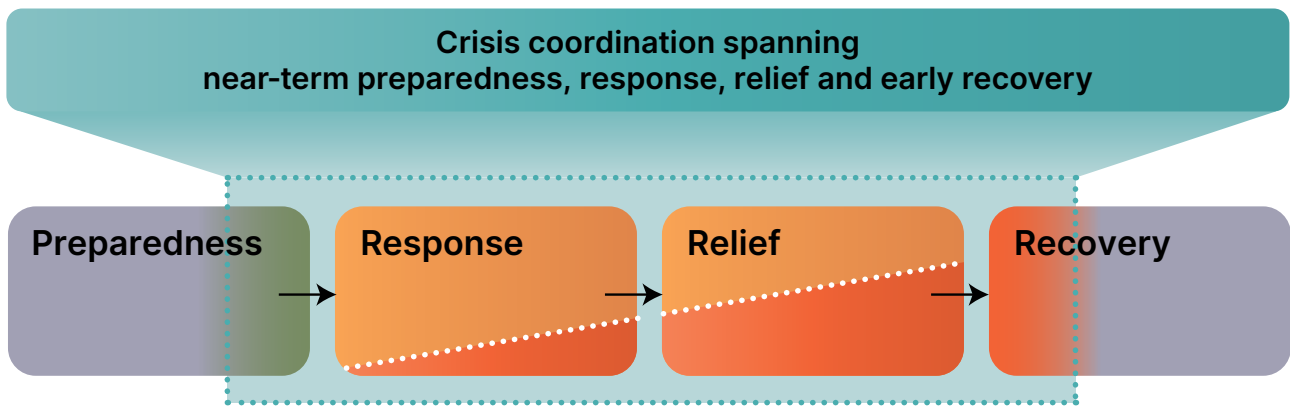 Crisis coordination spanning
near-term preparedness, response, relief and early recovery
Preparedness
Response
Relief
Recovery